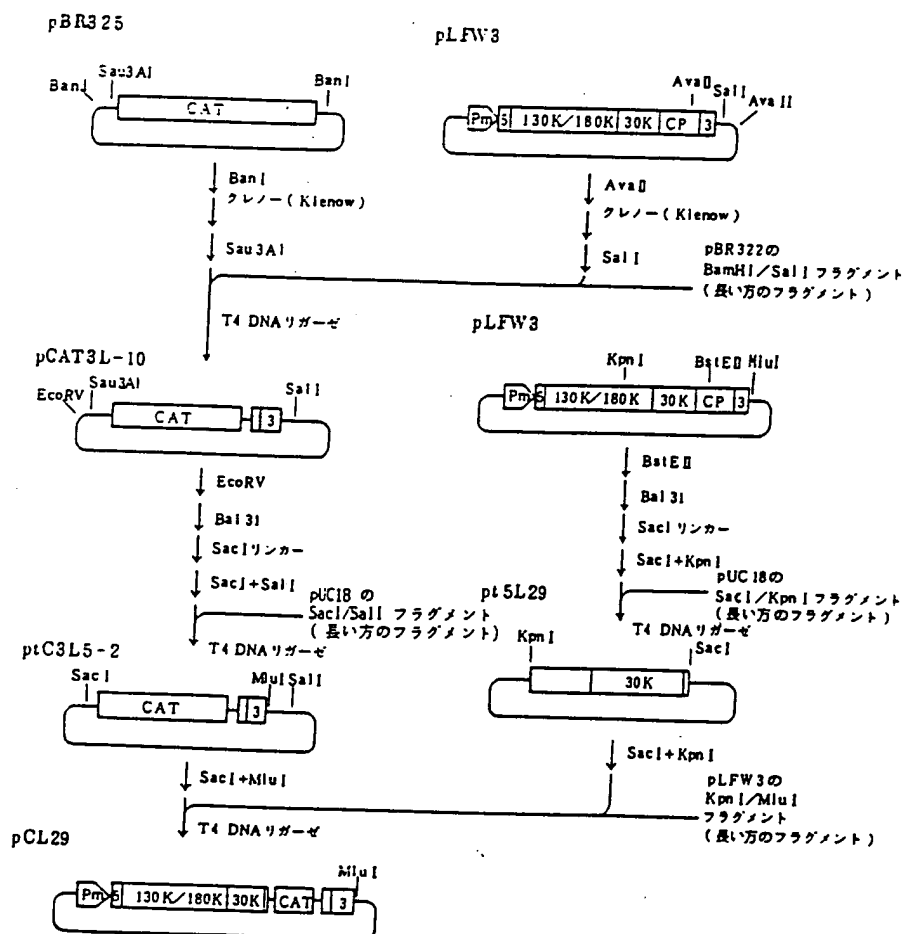 pBR325
BanI
Sau3AI
BanI
CAT
BanI
クレノー(Klenow)
Sau3AI
pLFW3
AvaII
SalI
AvaII
Pm 5 130K/180K 30K CP 3
AvaII
クレノー(Klenow)
SalI
pBR322の
BamHI/SalI フラグメント
(長い方のフラグメント)
T4 DNAリガーゼ
pCAT3L-10
EcoRV
Sau3AI
SalI
CAT 3
EcoRV
Bal31
SacIリンカー
SacI+SalI
pUC18 の
SacI/SalI フラグメント
(長い方のフラグメント)
T4 DNAリガーゼ
pLFW3
KpnI
BstEII
MluI
Pm 5 130K/180K 30K CP 3
BstEII
Bal31
SacIリンカー
SacI+KpnI
pUC18の
SacI/KpnIフラグメント
(長い方のフラグメント)
T4 DNAリガーゼ
ptC3L5-2
SacI
MluI
SalI
CAT 3
SacI+MluI
pt5L29
KpnI
SacI
30K
SacI+KpnI
pLFW3の
KpnI/MluI
フラグメント
(長い方のフラグメント)
T4 DNAリガーゼ
pCL29
MluI
Pm 5 130K/180K 30K CAT 3